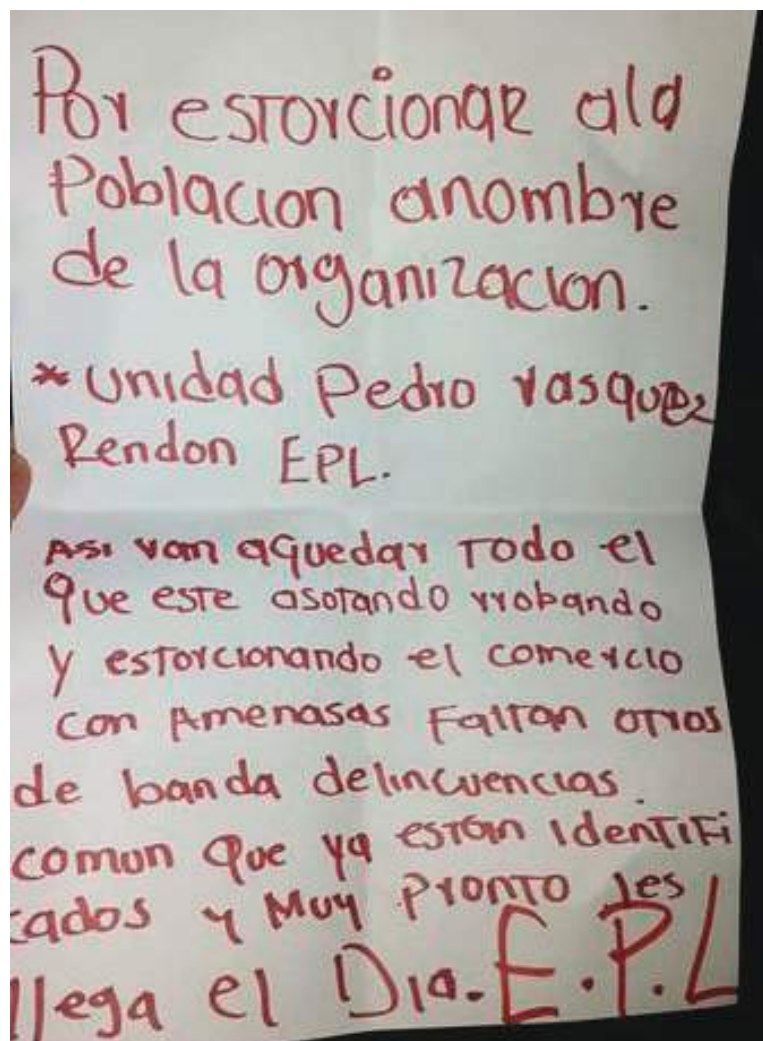 Por estorcionar ala
Poblacion anombre
de la organizacion.
* Unidad Pedro vasquez
Rendon EPL.
Asi van aquedar Todo el
que este asotando rrobando
y estorcionando el comercio
con Amenasas Faltan otros
de banda delincuencias.
comun que ya estan identifi
cados y Muy Pronto les
llega el Dia. E.P.L